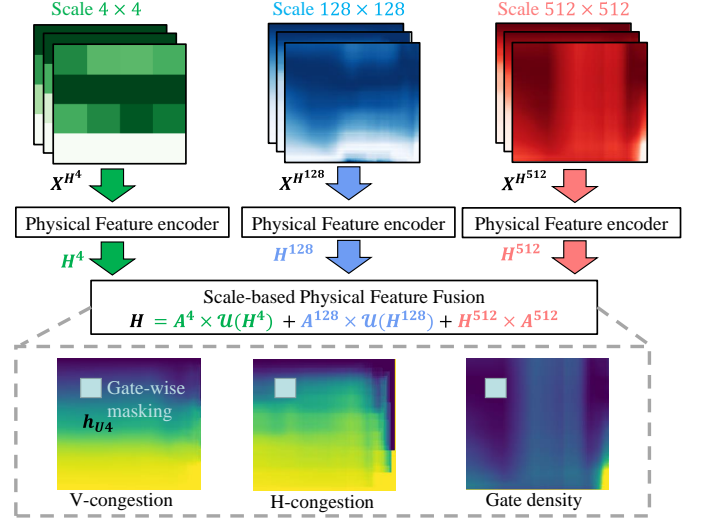 Scale 4 × 4
Scale 128 × 128
Scale 512 × 512
X^{H^4}
X^{H^{128}}
X^{H^{512}}
Physical Feature encoder
Physical Feature encoder
Physical Feature encoder
H^4
H^{128}
H^{512}
Scale-based Physical Feature Fusion
H = A^4 × 𝒰(H^4) + A^{128} × 𝒰(H^{128}) + H^{512} × A^{512}
Gate-wise
masking
h_{U4}
V-congestion
H-congestion
Gate density